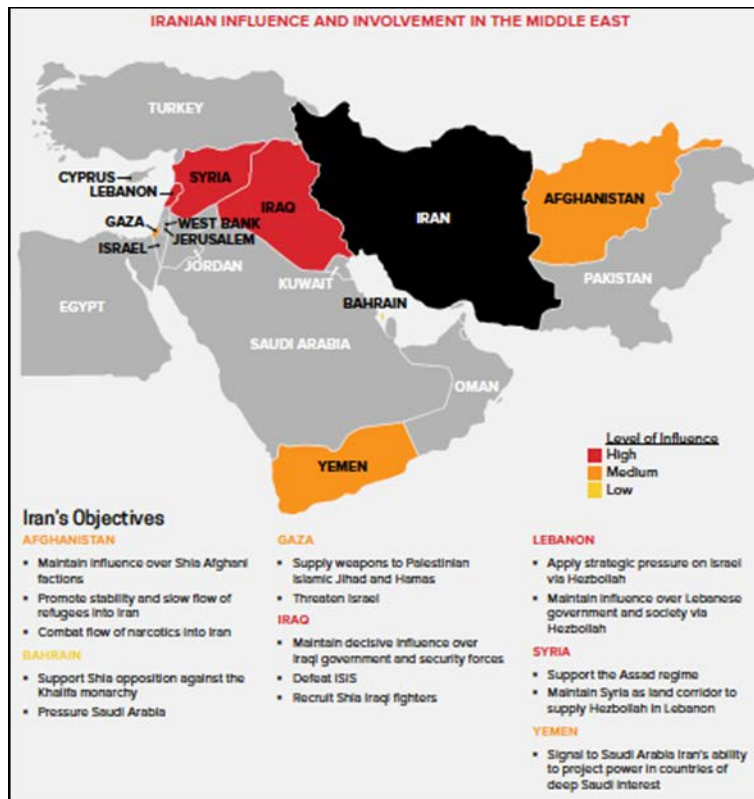 IRANIAN INFLUENCE AND INVOLVEMENT IN THE MIDDLE EAST
TURKEY
CYPRUS
LEBANON
SYRIA
IRAQ
IRAN
AFGHANISTAN
GAZA
WEST BANK
JERUSALEM
ISRAEL
JORDAN
KUWAIT
PAKISTAN
EGYPT
BAHRAIN
SAUDI ARABIA
OMAN
YEMEN
Level of Influence
High
Medium
Low
Iran's Objectives
AFGHANISTAN
▪ Maintain influence over Shia Afghani
factions
▪ Promote stability and slow flow of
refugees into Iran
▪ Combat flow of narcotics into Iran
BAHRAIN
▪ Support Shia opposition against the
Khalifa monarchy
▪ Pressure Saudi Arabia
GAZA
▪ Supply weapons to Palestinian
Islamic Jihad and Hamas
▪ Threaten Israel
IRAQ
▪ Maintain decisive influence over
Iraqi government and security forces
▪ Defeat ISIS
▪ Recruit Shia Iraqi fighters
LEBANON
▪ Apply strategic pressure on Israel
via Hezbollah
▪ Maintain influence over Lebanese
government and society via
Hezbollah
SYRIA
▪ Support the Assad regime
▪ Maintain Syria as land corridor to
supply Hezbollah in Lebanon
YEMEN
▪ Signal to Saudi Arabia Iran's ability
to project power in countries of
deep Saudi interest